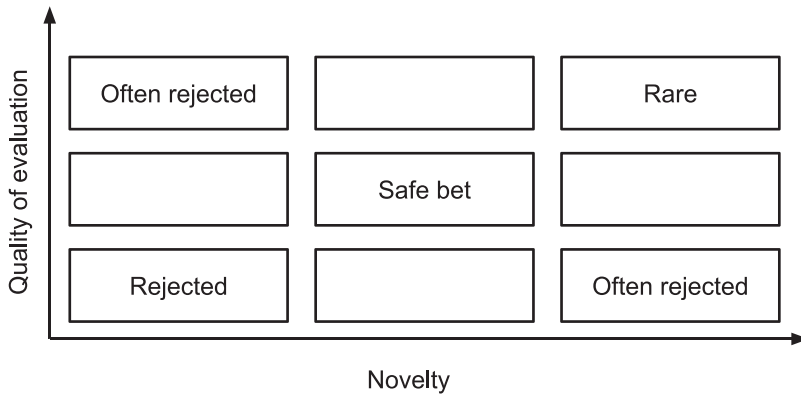 Quality of evaluation
Often rejected
Rare
Safe bet
Rejected
Often rejected
Novelty